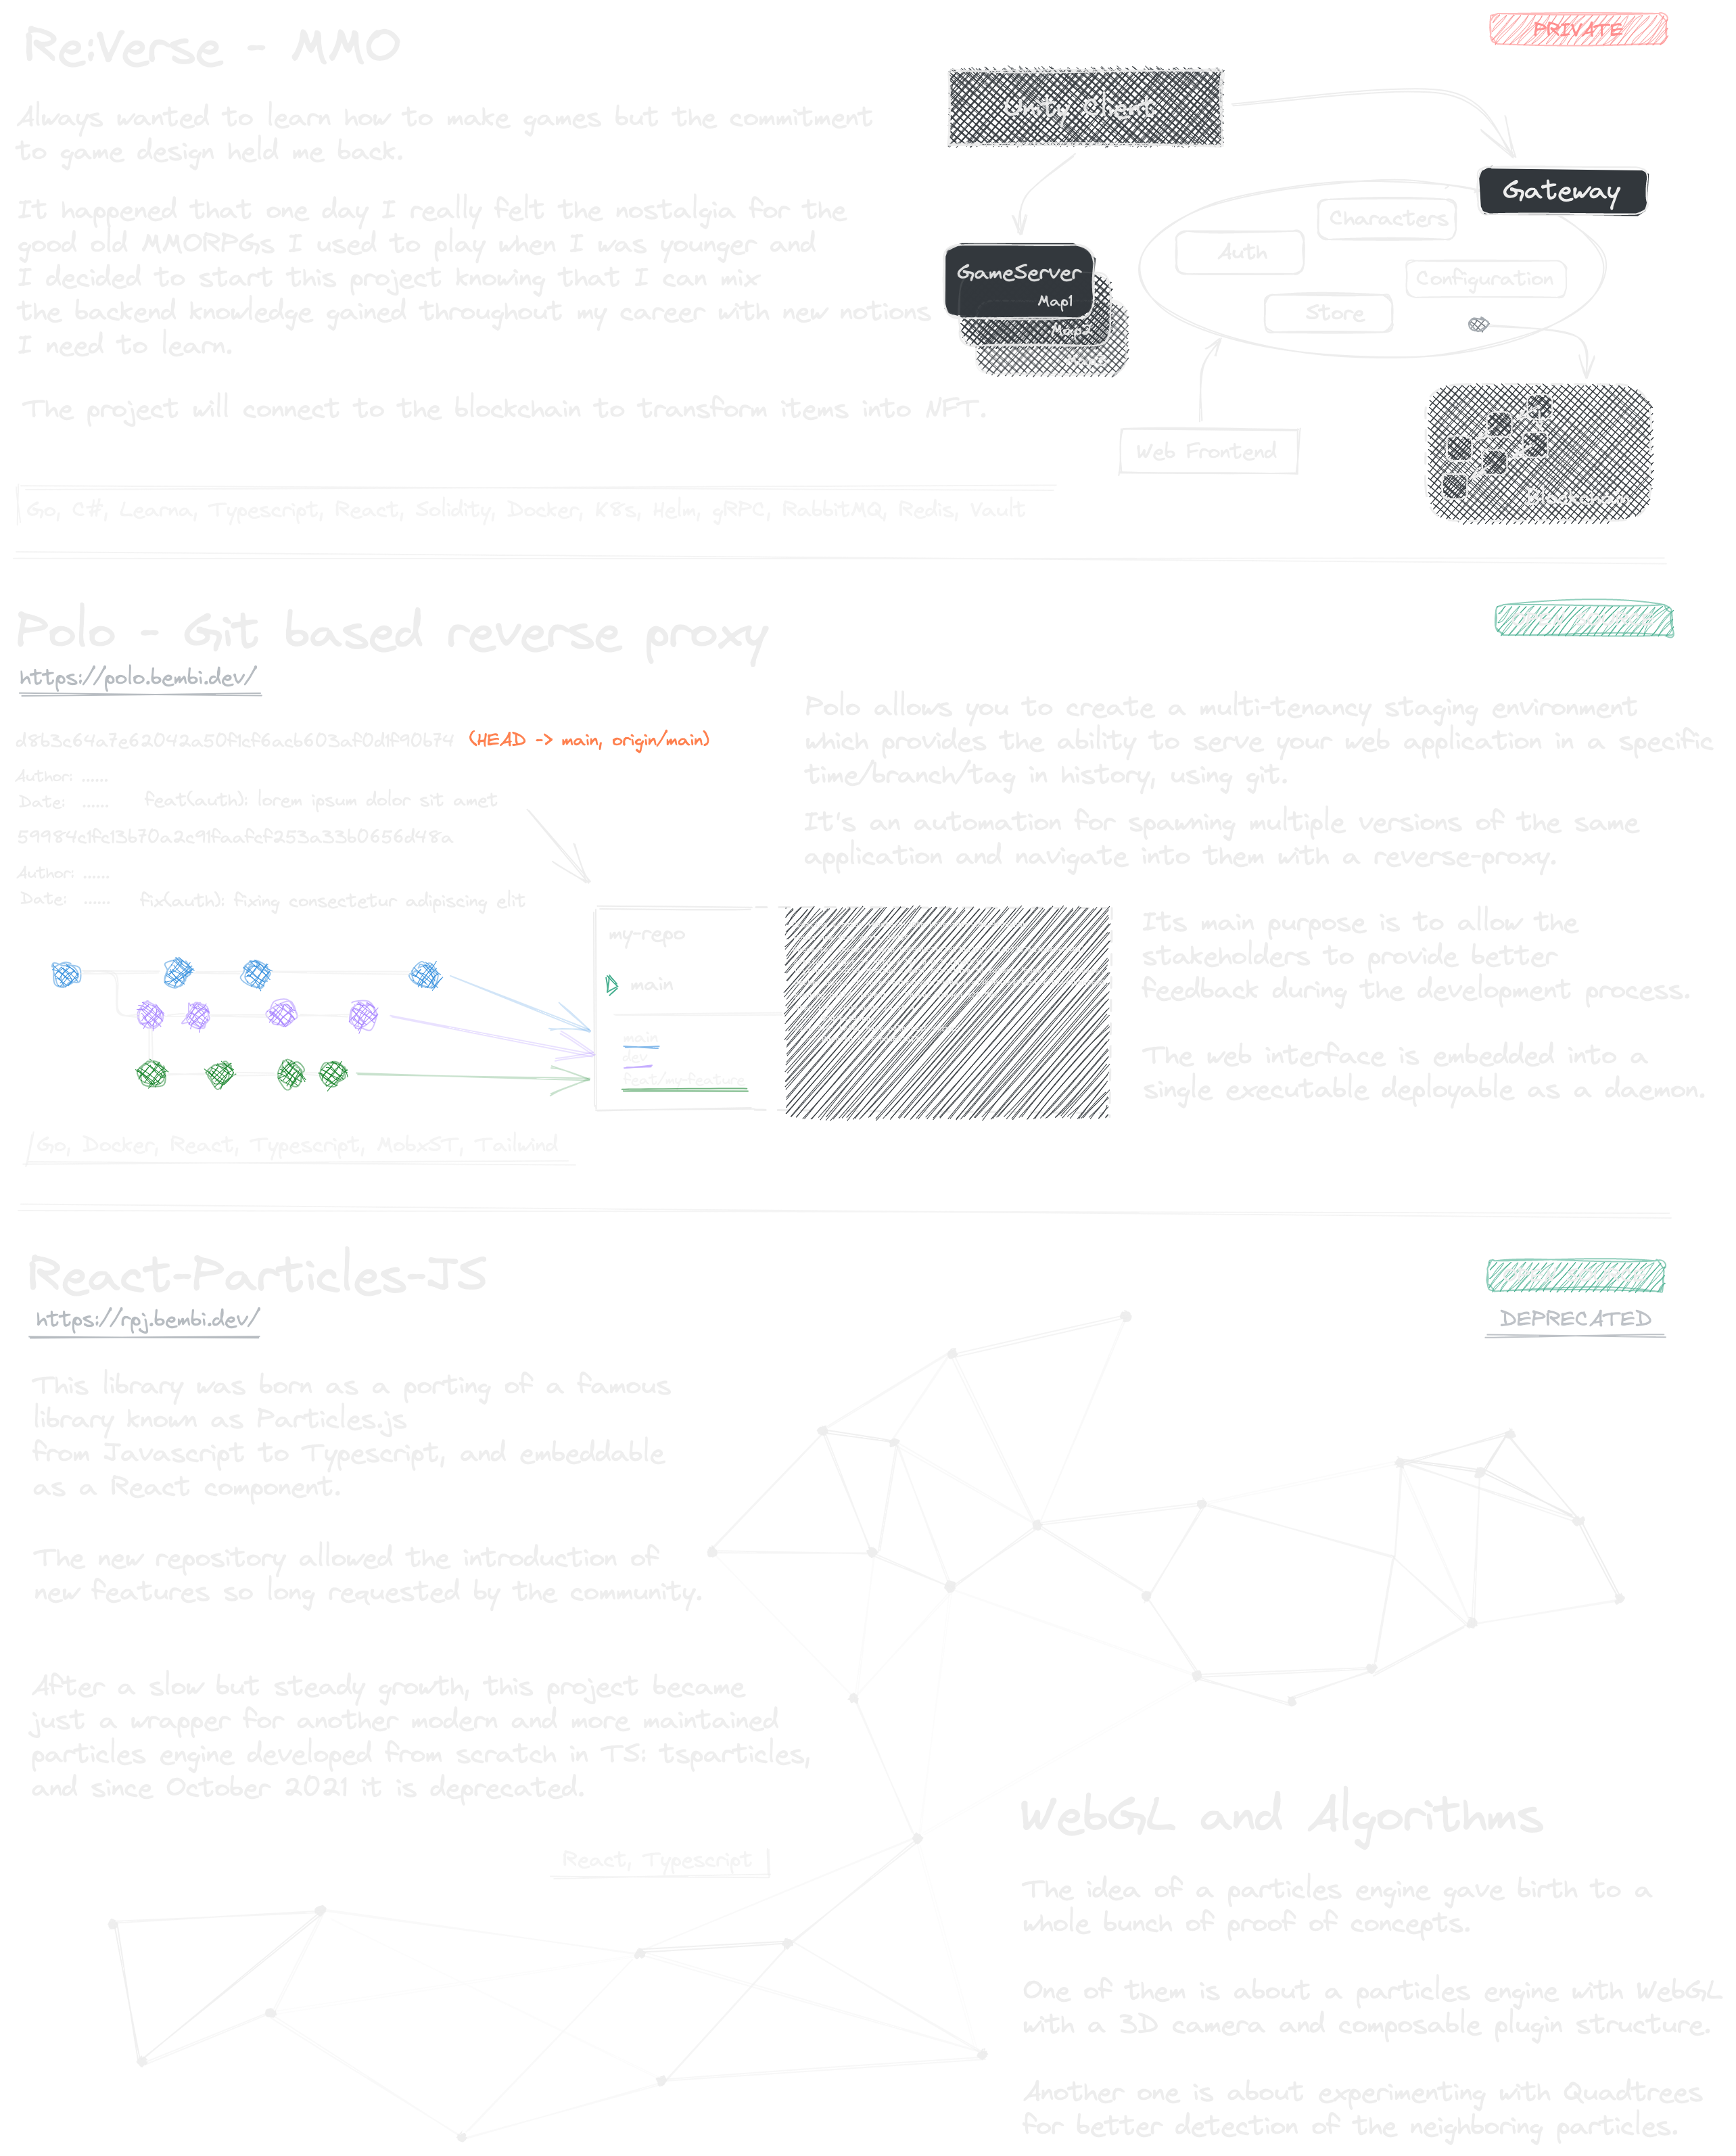 Re:Verse - MMO
PRIVATE
Always wanted to learn how to make games but the commitment
to game design held me back.
It happened that one day I really felt the nostalgia for the
good old MMORPGs I used to play when I was younger and
I decided to start this project knowing that I can mix
the backend knowledge gained throughout my career with new notions
I need to learn.
The project will connect to the blockchain to transform items into NFT.
Unity Client
Gateway
Characters
Auth
Configuration
Store
GameServer
Map1
Map2
Web Frontend
Blockchain
Go, C#, Learna, Typescript, React, Solidity, Docker, K8s, Helm, gRPC, RabbitMQ, Redis, Vault
Polo - Git based reverse proxy
https://polo.bembi.dev/
d8b3c64a7e62042a50f1cf6acb603af0d1f90b74 (HEAD -> main, origin/main)
Author: ......
Date: ...... feat(auth): lorem ipsum dolor sit amet
59984c1fc13b70a2c91faafcf253a33b0656d48a
Author: ......
Date: ...... fix(auth): fixing consectetur adipiscing elit
my-repo
main
main
dev
feat/my-feature
Polo allows you to create a multi-tenancy staging environment
which provides the ability to serve your web application in a specific
time/branch/tag in history, using git.
It's an automation for spawning multiple versions of the same
application and navigate into them with a reverse-proxy.
Its main purpose is to allow the
stakeholders to provide better
feedback during the development process.
The web interface is embedded into a
single executable deployable as a daemon.
Go, Docker, React, Typescript, MobxST, Tailwind
React-Particles-JS
https://rpj.bembi.dev/
DEPRECATED
This library was born as a porting of a famous
library known as Particles.js
from Javascript to Typescript, and embeddable
as a React component.
The new repository allowed the introduction of
new features so long requested by the community.
After a slow but steady growth, this project became
just a wrapper for another modern and more maintained
particles engine developed from scratch in TS: tsparticles,
and since October 2021 it is deprecated.
React, Typescript
WebGL and Algorithms
The idea of a particles engine gave birth to a
whole bunch of proof of concepts.
One of them is about a particles engine with WebGL
with a 3D camera and composable plugin structure.
Another one is about experimenting with Quadtrees
for better detection of the neighboring particles.